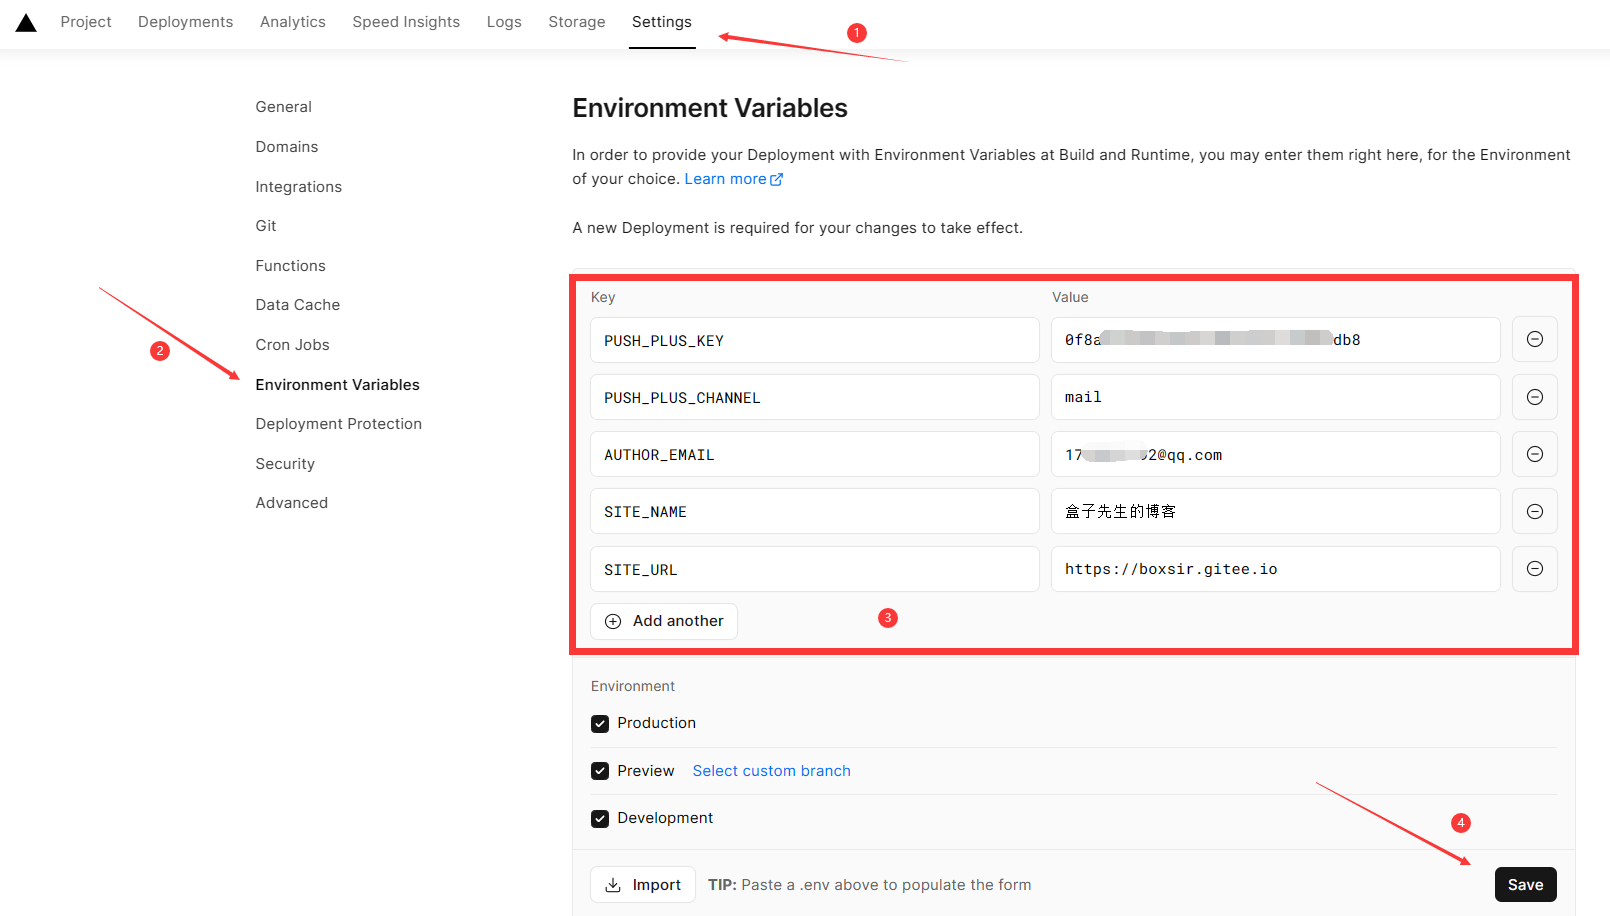 Project Deployments Analytics Speed Insights Logs Storage Settings
1
General
Domains
Integrations
Git
Functions
Data Cache
Cron Jobs
2
Environment Variables
Deployment Protection
Security
Advanced
Environment Variables
In order to provide your Deployment with Environment Variables at Build and Runtime, you may enter them right here, for the Environment
of your choice. Learn more
A new Deployment is required for your changes to take effect.
Key Value
PUSH_PLUS_KEY 0f8a db8
PUSH_PLUS_CHANNEL mail
AUTHOR_EMAIL 17 2@qq.com
SITE_NAME 盒子先生的博客
SITE_URL https://boxsir.gitee.io
Add another
3
Environment
Production
Preview Select custom branch
Development
4
Import TIP: Paste a .env above to populate the form
Save